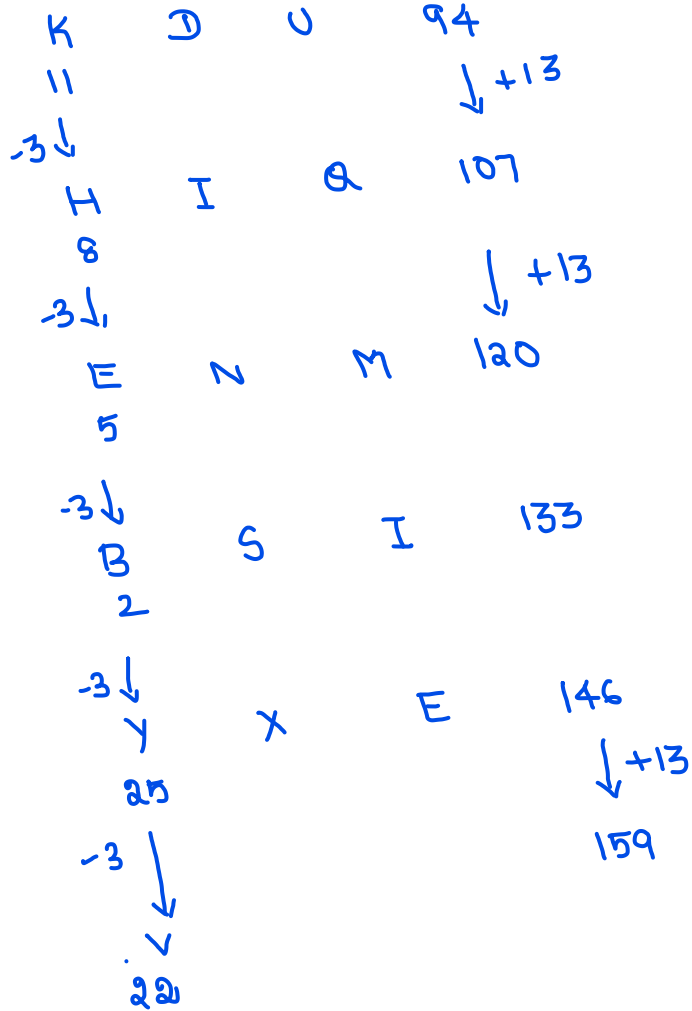 K D U 94
11 ↓ +13
-3 ↓
H I Q 107
8
-3 ↓ ↓ +13
E N M 120
5
-3 ↓
B S I 133
2
-3 ↓
Y X E 146
25 ↓ +13
-3 ↓ 159
V
22